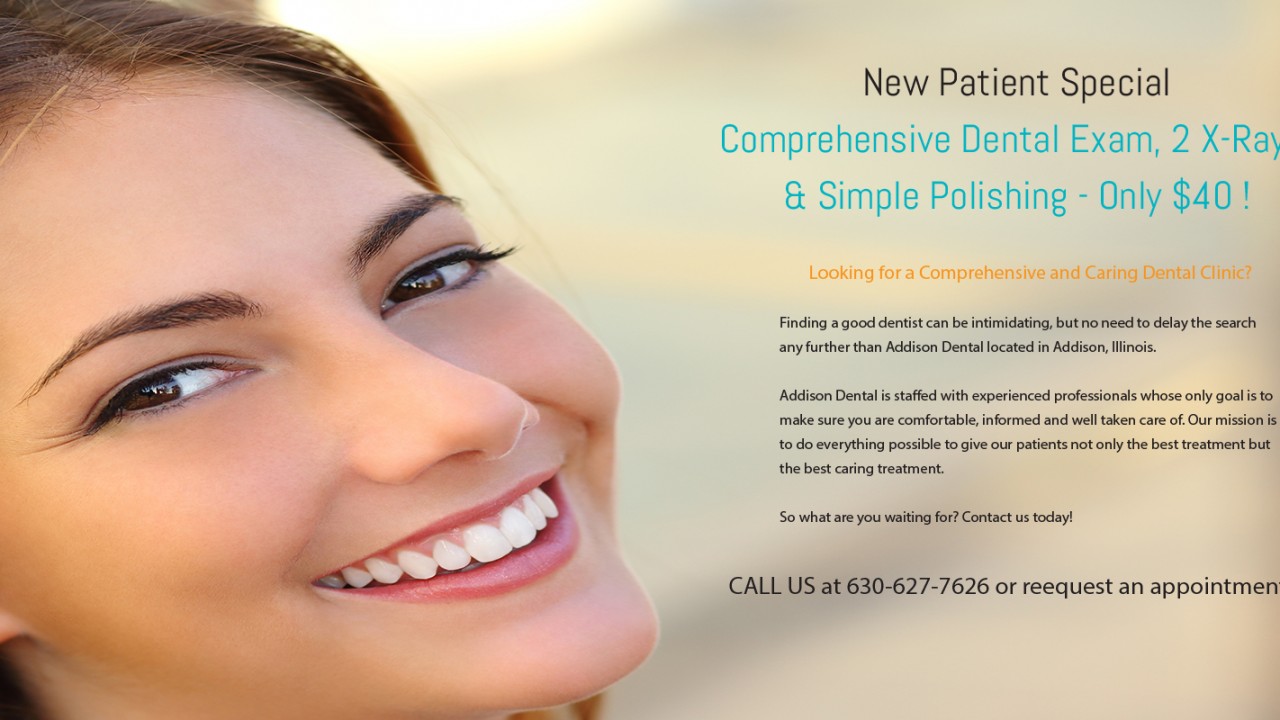 New Patient Special
Comprehensive Dental Exam, 2 X-Ray
& Simple Polishing - Only $40 !
Looking for a Comprehensive and Caring Dental Clinic?
Finding a good dentist can be intimidating, but no need to delay the search
any further than Addison Dental located in Addison, Illinois.
Addison Dental is staffed with experienced professionals whose only goal is to
make sure you are comfortable, informed and well taken care of. Our mission is
to do everything possible to give our patients not only the best treatment but
the best caring treatment.
So what are you waiting for? Contact us today!
CALL US at 630-627-7626 or reequest an appointment